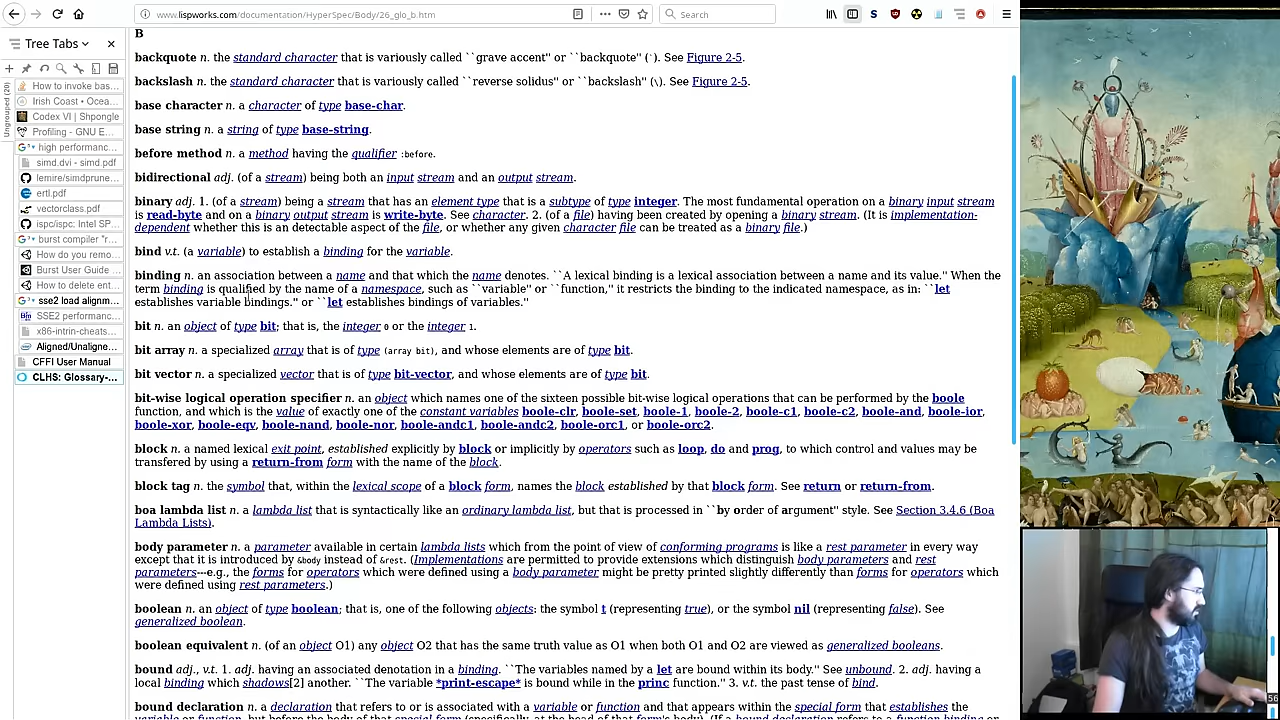 www.lispworks.com/documentation/HyperSpec/Body/26_glo_b.htm
Search
Tree Tabs
Ungrouped (20)
How to invoke bas...
Irish Coast • Ocea...
Codex VI | Shpongle
Profiling - GNU E...
high performanc...
simd.dvi - simd.pdf
lemire/simdprune...
ertl.pdf
vectorclass.pdf
ispc/ispc: Intel SP...
burst compiler "r...
How do you remo...
Burst User Guide ...
How to delete ent...
sse2 load alignm...
SSE2 performanc...
x86-intrin-cheats...
Aligned/Unaligne...
CFFI User Manual
CLHS: Glossary-...
B
backquote n. the standard character that is variously called ``grave accent'' or ``backquote'' (`). See Figure 2-5.
backslash n. the standard character that is variously called ``reverse solidus'' or ``backslash'' (\). See Figure 2-5.
base character n. a character of type base-char.
base string n. a string of type base-string.
before method n. a method having the qualifier :before.
bidirectional adj. (of a stream) being both an input stream and an output stream.
binary adj. 1. (of a stream) being a stream that has an element type that is a subtype of type integer. The most fundamental operation on a binary input stream
is read-byte and on a binary output stream is write-byte. See character. 2. (of a file) having been created by opening a binary stream. (It is implementation-
dependent whether this is an detectable aspect of the file, or whether any given character file can be treated as a binary file.)
bind v.t. (a variable) to establish a binding for the variable.
binding n. an association between a name and that which the name denotes. ``A lexical binding is a lexical association between a name and its value.'' When the
term binding is qualified by the name of a namespace, such as ``variable'' or ``function,'' it restricts the binding to the indicated namespace, as in: ``let
establishes variable bindings.'' or ``let establishes bindings of variables.''
bit n. an object of type bit; that is, the integer 0 or the integer 1.
bit array n. a specialized array that is of type (array bit), and whose elements are of type bit.
bit vector n. a specialized vector that is of type bit-vector, and whose elements are of type bit.
bit-wise logical operation specifier n. an object which names one of the sixteen possible bit-wise logical operations that can be performed by the boole
function, and which is the value of exactly one of the constant variables boole-clr, boole-set, boole-1, boole-2, boole-c1, boole-c2, boole-and, boole-ior,
boole-xor, boole-eqv, boole-nand, boole-nor, boole-andc1, boole-andc2, boole-orc1, or boole-orc2.
block n. a named lexical exit point, established explicitly by block or implicitly by operators such as loop, do and prog, to which control and values may be
transfered by using a return-from form with the name of the block.
block tag n. the symbol that, within the lexical scope of a block form, names the block established by that block form. See return or return-from.
boa lambda list n. a lambda list that is syntactically like an ordinary lambda list, but that is processed in ``by order of argument'' style. See Section 3.4.6 (Boa
Lambda Lists).
body parameter n. a parameter available in certain lambda lists which from the point of view of conforming programs is like a rest parameter in every way
except that it is introduced by &body instead of &rest. (Implementations are permitted to provide extensions which distinguish body parameters and rest
parameters---e.g., the forms for operators which were defined using a body parameter might be pretty printed slightly differently than forms for operators which
were defined using rest parameters.)
boolean n. an object of type boolean; that is, one of the following objects: the symbol t (representing true), or the symbol nil (representing false). See
generalized boolean.
boolean equivalent n. (of an object O1) any object O2 that has the same truth value as O1 when both O1 and O2 are viewed as generalized booleans.
bound adj., v.t. 1. adj. having an associated denotation in a binding. ``The variables named by a let are bound within its body.'' See unbound. 2. adj. having a
local binding which shadows[2] another. ``The variable *print-escape* is bound while in the princ function.'' 3. v.t. the past tense of bind.
bound declaration n. a declaration that refers to or is associated with a variable or function and that appears within the special form that establishes the
variable or function, but before the body of that special form (specifically, at the head of that form's body). (If a bound declaration refers to a function binding or
56